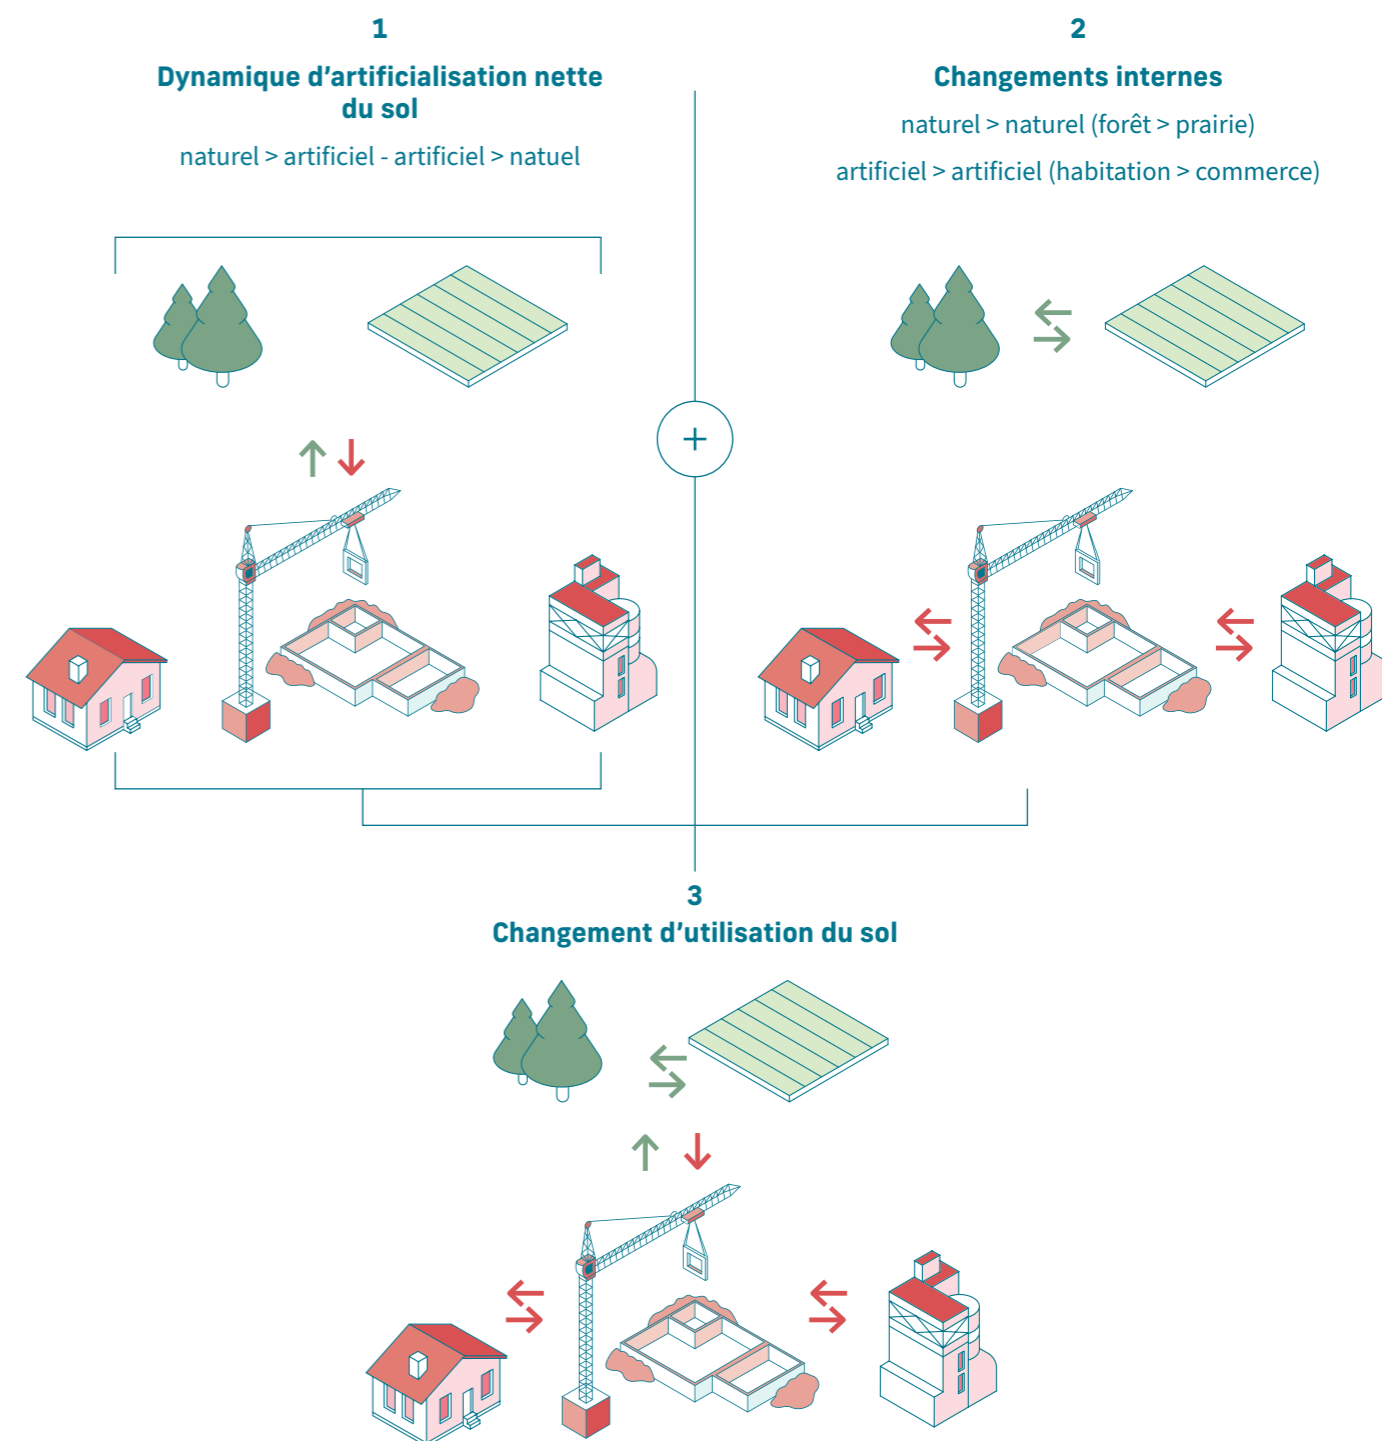 1
Dynamique d'artificialisation nette
du sol
naturel > artificiel - artificiel > natuel
2
Changements internes
naturel > naturel (forêt > prairie)
artificiel > artificiel (habitation > commerce)
+
3
Changement d'utilisation du sol